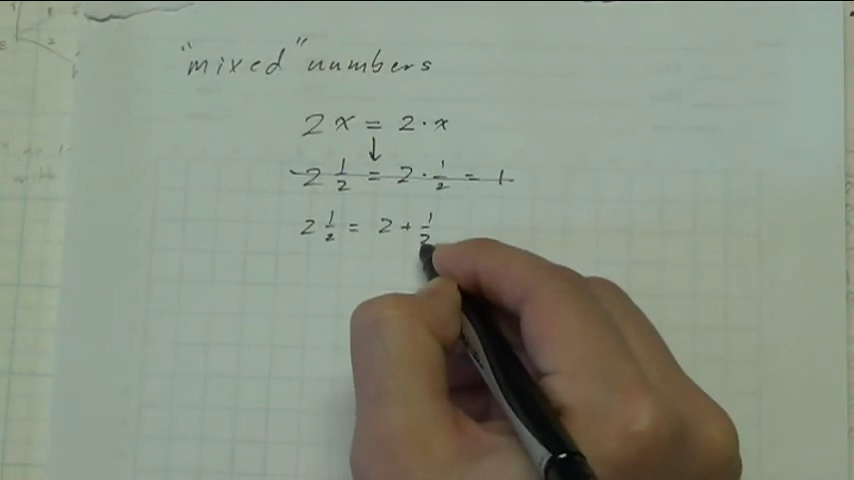 "mixed" numbers
2x = 2·x
↓
2 1/2 = 2 · 1/2 = 1
2 1/2 = 2 + 1/2